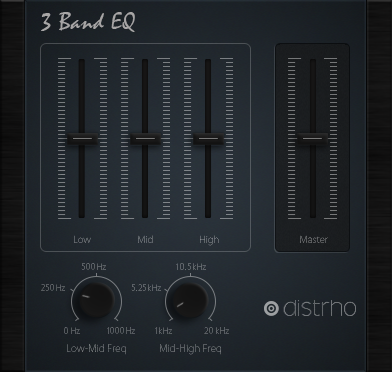 3 Band EQ
Low Mid High Master
500 Hz 10.5 kHz
250 Hz 5.25 kHz
0 Hz 1000 Hz 1kHz 20 kHz
Low-Mid Freq Mid-High Freq
distrho